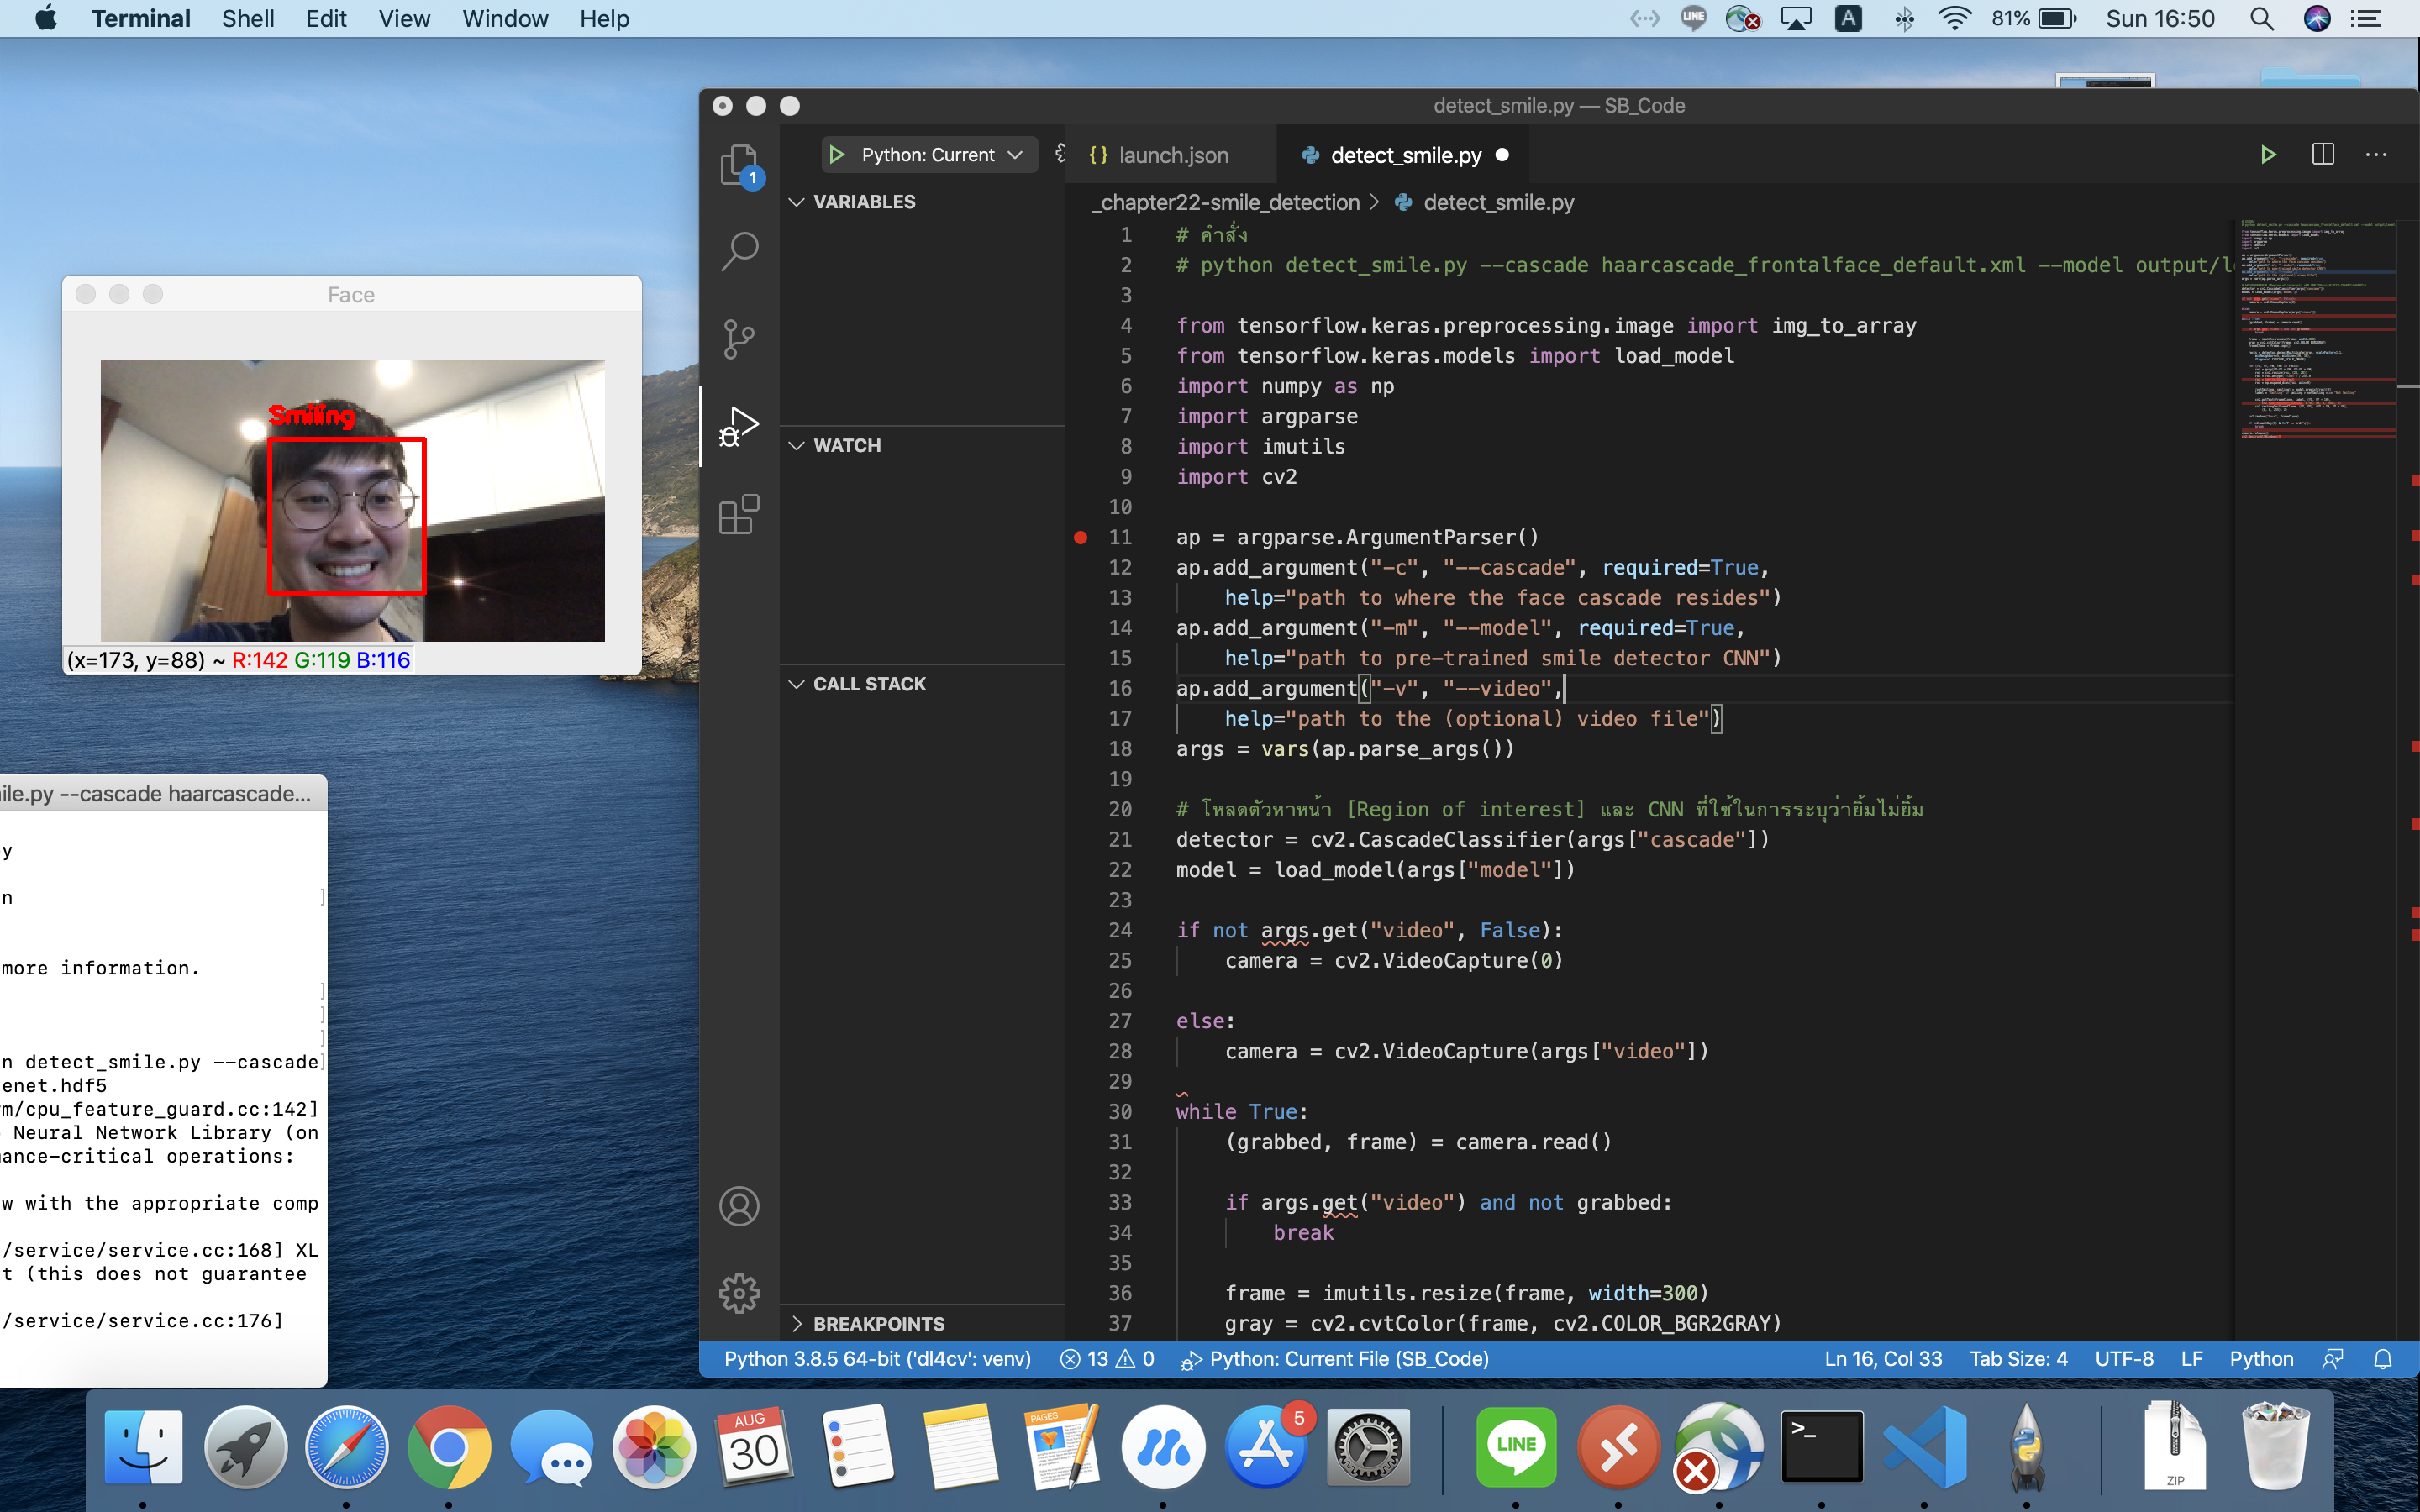 Terminal Shell Edit View Window Help
LINE A 81% Sun 16:50
Face
Smiling
(x=173, y=88) ~ R:142 G:119 B:116
ile.py --cascade haarcascade...
y
n ]
more information.
]
]
]
n detect_smile.py --cascade]
enet.hdf5
m/cpu_feature_guard.cc:142]
Neural Network Library (on
ance-critical operations:
w with the appropriate comp
/service/service.cc:168] XL
t (this does not guarantee
/service/service.cc:176]
detect_smile.py — SB_Code
1
Python: Current
{} launch.json
detect_smile.py
VARIABLES
WATCH
CALL STACK
BREAKPOINTS
_chapter22-smile_detection > detect_smile.py
1 # คำสั่ง
2 # python detect_smile.py --cascade haarcascade_frontalface_default.xml --model output/le
3
4 from tensorflow.keras.preprocessing.image import img_to_array
5 from tensorflow.keras.models import load_model
6 import numpy as np
7 import argparse
8 import imutils
9 import cv2
10
11 ap = argparse.ArgumentParser()
12 ap.add_argument("-c", "--cascade", required=True,
13 help="path to where the face cascade resides")
14 ap.add_argument("-m", "--model", required=True,
15 help="path to pre-trained smile detector CNN")
16 ap.add_argument("-v", "--video",
17 help="path to the (optional) video file")
18 args = vars(ap.parse_args())
19
20 # โหลดตัวหาหน้า [Region of interest] และ CNN ที่ใช้ในการระบุว่ายิ้มไม่ยิ้ม
21 detector = cv2.CascadeClassifier(args["cascade"])
22 model = load_model(args["model"])
23
24 if not args.get("video", False):
25 camera = cv2.VideoCapture(0)
26
27 else:
28 camera = cv2.VideoCapture(args["video"])
29
30 while True:
31 (grabbed, frame) = camera.read()
32
33 if args.get("video") and not grabbed:
34 break
35
36 frame = imutils.resize(frame, width=300)
37 gray = cv2.cvtColor(frame, cv2.COLOR_BGR2GRAY)
Python 3.8.5 64-bit ('dl4cv': venv) 13 0 Python: Current File (SB_Code) Ln 16, Col 33 Tab Size: 4 UTF-8 LF Python
AUG
30
PAGES
5
LINE
>_
ZIP